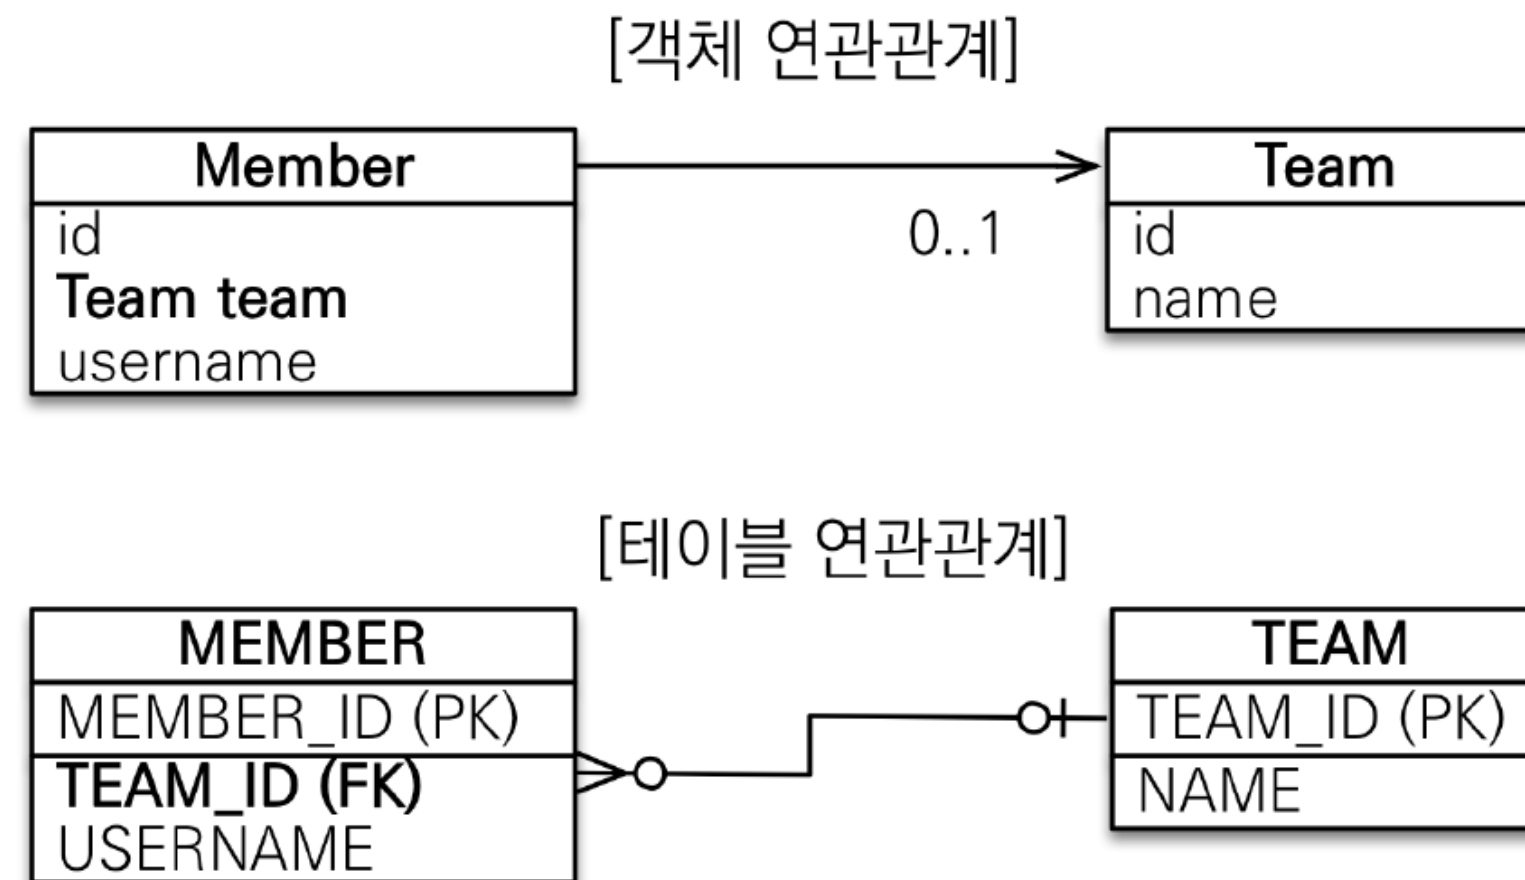 [객체 연관관계]
Member
id
Team team
username
0..1
Team
id
name
[테이블 연관관계]
MEMBER
MEMBER_ID (PK)
TEAM_ID (FK)
USERNAME
TEAM
TEAM_ID (PK)
NAME